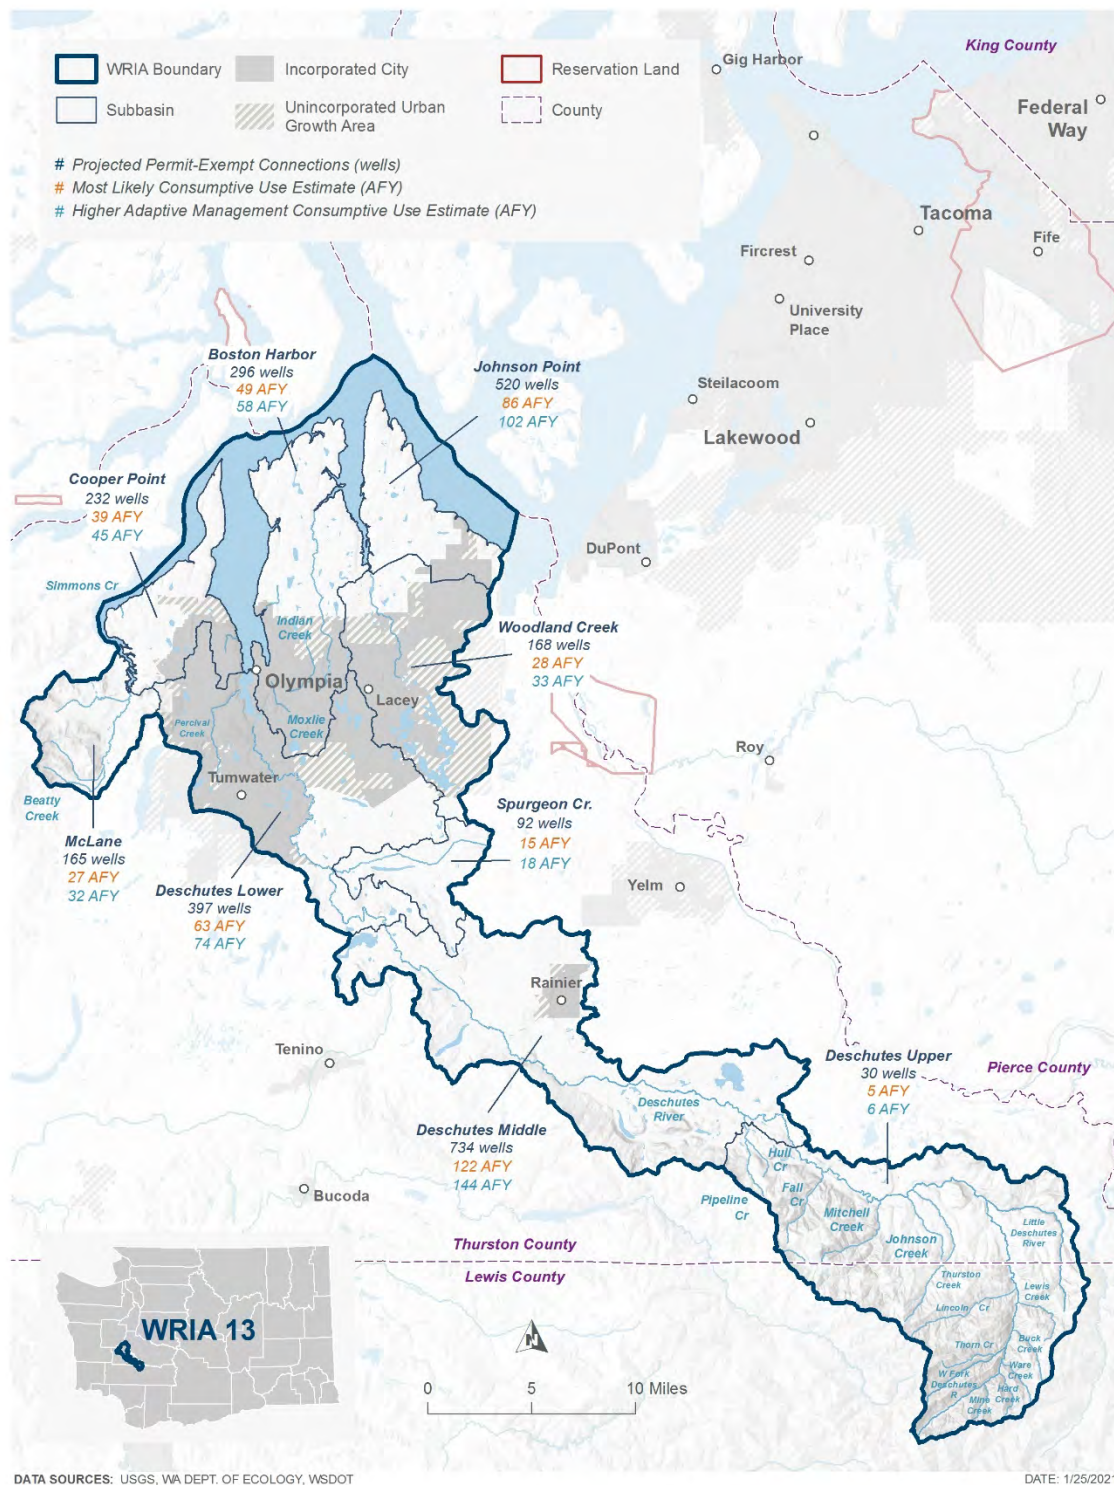 WRIA Boundary
Incorporated City
Reservation Land
Subbasin
Unincorporated Urban
Growth Area
County
# Projected Permit-Exempt Connections (wells)
# Most Likely Consumptive Use Estimate (AFY)
# Higher Adaptive Management Consumptive Use Estimate (AFY)
King County
Gig Harbor
Federal
Way
Tacoma
Fife
Fircrest
University
Place
Steilacoom
Lakewood
Boston Harbor
296 wells
49 AFY
58 AFY
Johnson Point
520 wells
86 AFY
102 AFY
Cooper Point
232 wells
39 AFY
45 AFY
DuPont
Simmons Cr
Indian
Creek
Woodland Creek
168 wells
28 AFY
33 AFY
Olympia
Lacey
Percival
Creek
Moxlie
Creek
Roy
Tumwater
Beatty
Creek
Spurgeon Cr.
92 wells
15 AFY
18 AFY
McLane
165 wells
27 AFY
32 AFY
Deschutes Lower
397 wells
63 AFY
74 AFY
Yelm
Rainier
Tenino
Deschutes Upper
30 wells
5 AFY
6 AFY
Pierce County
Deschutes
River
Deschutes Middle
734 wells
122 AFY
144 AFY
Hull
Cr
Fall
Cr
Pipeline
Cr
Mitchell
Creek
Bucoda
Johnson
Creek
Little
Deschutes
River
Thurston County
Lewis County
Thurston
Creek
Lewis
Creek
Lincoln Cr
WRIA 13
N
Thorn Cr
Buck
Creek
Ware
Creek
W Fork
Deschutes
R
Hard
Creek
Mine
Creek
0 5 10 Miles
DATA SOURCES: USGS, WA DEPT. OF ECOLOGY, WSDOT
DATE: 1/25/2021